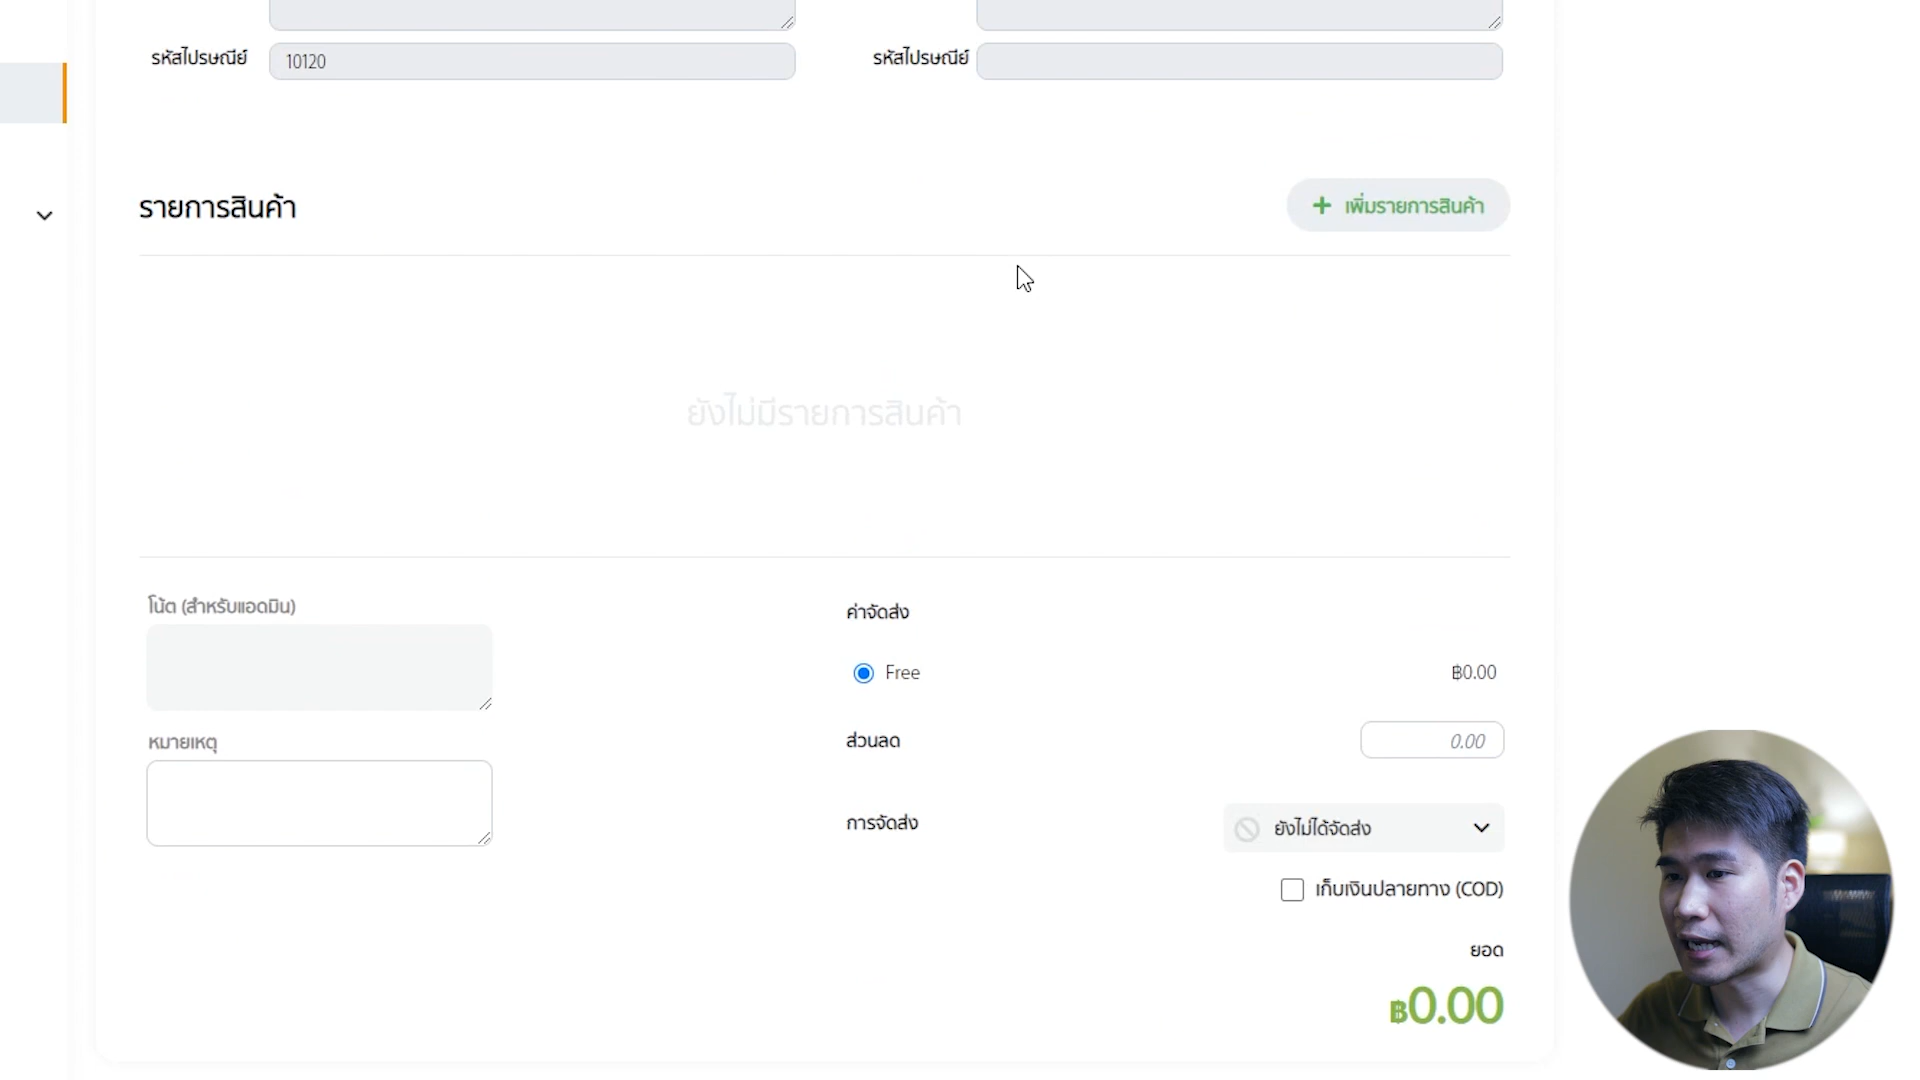 รหัสไปรษณีย์ 10120 รหัสไปรษณีย์
รายการสินค้า
+ เพิ่มรายการสินค้า
ยังไม่มีรายการสินค้า
โน้ต (สำหรับแอดมิน)
ค่าจัดส่ง
Free ฿0.00
หมายเหตุ
ส่วนลด 0.00
การจัดส่ง ยังไม่ได้จัดส่ง
เก็บเงินปลายทาง (COD)
ยอด
฿0.00